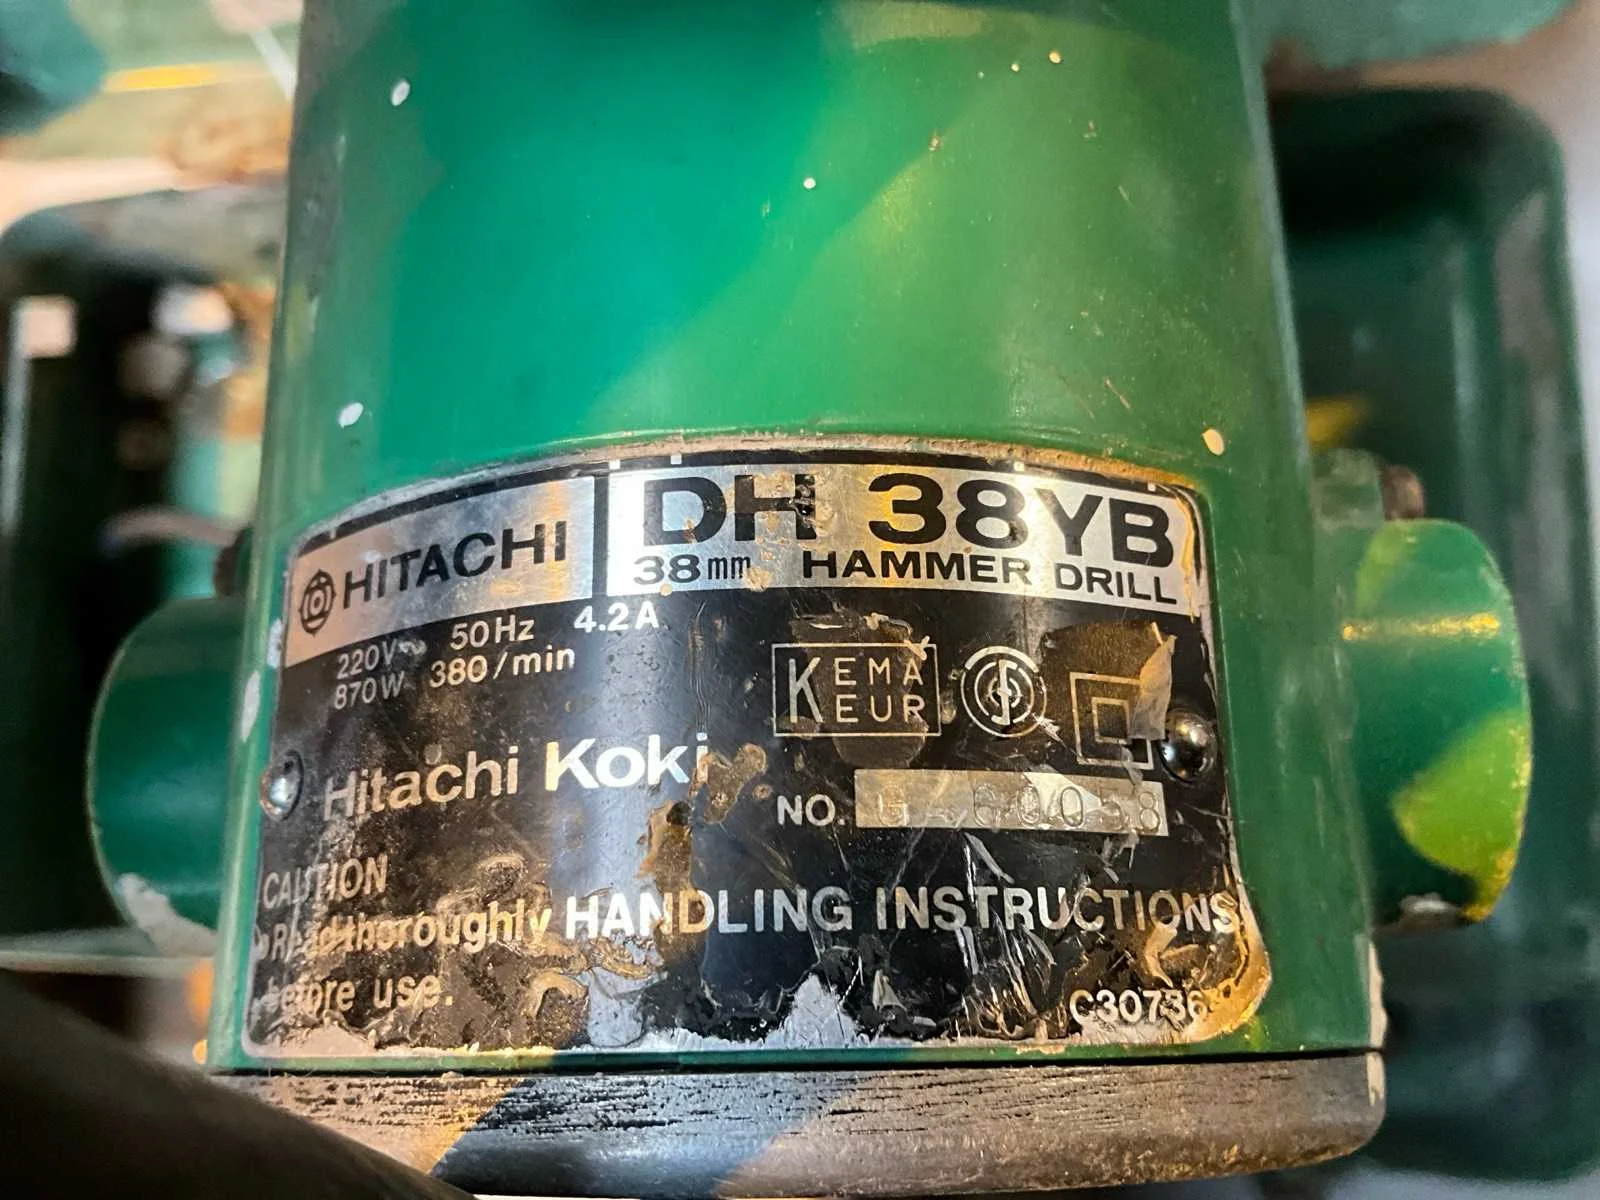 HITACHI
DH 38YB
38mm HAMMER DRILL
220V~ 50Hz 4.2A
870W 380/min
KEMA
KEUR
Hitachi Koki
NO. G 60058
CAUTION
Read thoroughly HANDLING INSTRUCTIONS
before use.
C30736